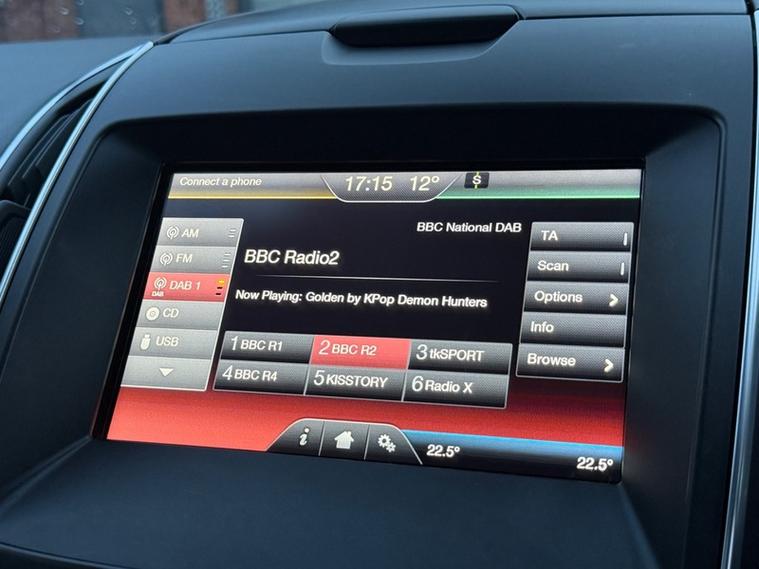 Connect a phone
17:15 12° S
BBC National DAB
AM
FM
DAB DAB 1
CD
USB
BBC Radio2
Now Playing: Golden by KPop Demon Hunters
1 BBC R1 2 BBC R2 3 tkSPORT
4 BBC R4 5 KISSTORY 6 Radio X
TA
Scan
Options
Info
Browse
i
22.5° 22.5°